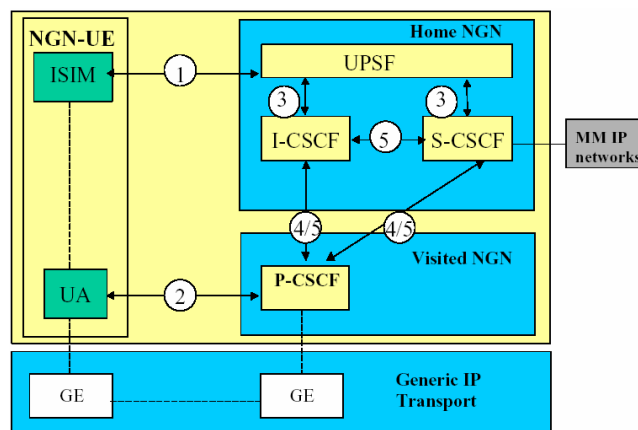 NGN-UE
Home NGN
ISIM
1
UPSF
3
3
I-CSCF
5
S-CSCF
MM IP
networks
4/5
4/5
Visited NGN
P-CSCF
UA
2
GE
GE
Generic IP
Transport